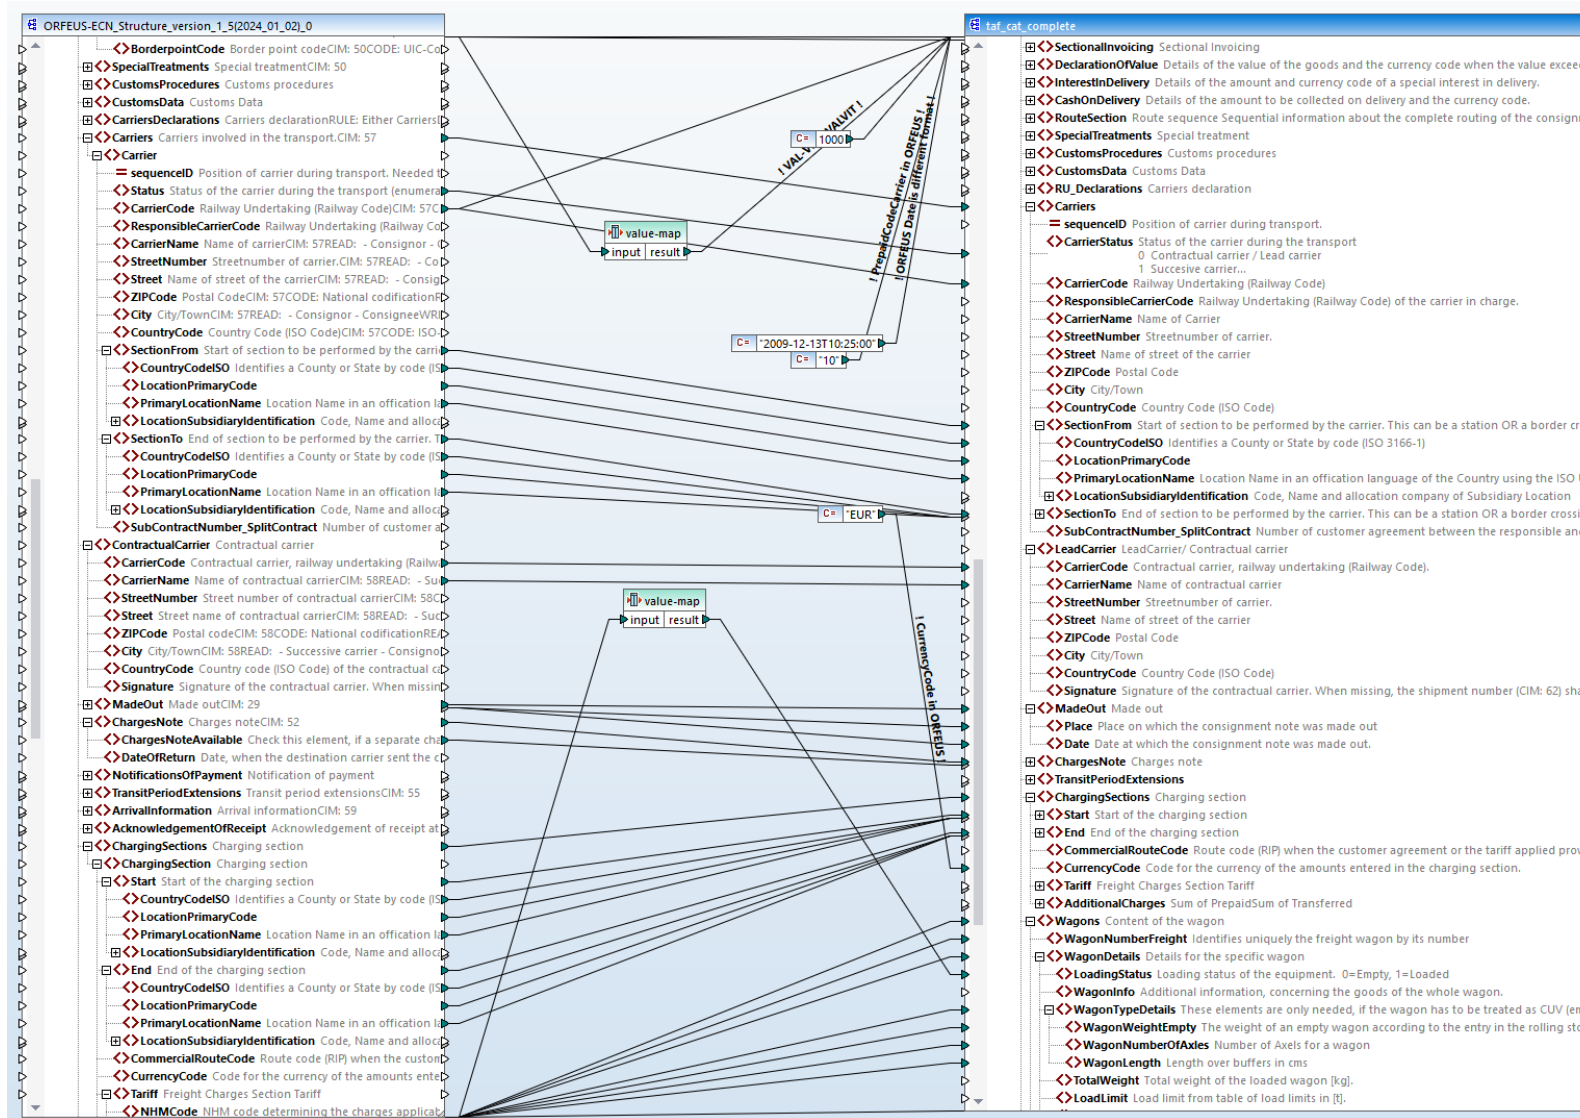 ORFEUS-ECN_Structure_version_1_5(2024_01_02)_0
BorderpointCode Border point codeCIM: 50CODE: UIC-Co
SpecialTreatments Special treatmentCIM: 50
CustomsProcedures Customs procedures
CustomsData Customs Data
CarriersDeclarations Carriers declarationRULE: Either Carriers
Carriers Carriers involved in the transport.CIM: 57
Carrier
sequenceID Position of carrier during transport. Needed
Status Status of the carrier during transport (enumera
CarrierCode Railway Undertaking (Railway Code)CIM: 57C
ResponsibleCarrierCode Railway Undertaking (Railway Co
CarrierName Name of carrierCIM: 57READ: - Consignor -
StreetNumber Streetnumber of carrier.CIM: 57READ: - Co
Street Name of street of the carrierCIM: 57READ: - Consig
ZIPCode Postal CodeCIM: 57CODE: National codification
City City/TownCIM: 57READ: - Consignor - ConsigneeWRI
CountryCode Country Code (ISO Code)CIM: 57CODE: ISO-
SectionFrom Start of section to be performed by the carri
CountryCodeISO Identifies a County or State by code (IS
LocationPrimaryCode
PrimaryLocationName Location Name in an offication la
LocationSubsidiaryIdentification Code, Name and alloca
SectionTo End of section to be performed by the carrier. T
CountryCodeISO Identifies a County or State by code (IS
LocationPrimaryCode
PrimaryLocationName Location Name in an offication la
LocationSubsidiaryIdentification Code, Name and alloca
SubContractNumber_SplitContract Number of customer a
ContractualCarrier Contractual carrier
CarrierCode Contractual carrier, railway undertaking (Railw
CarrierName Name of contractual carrierCIM: 58READ: - Su
StreetNumber Street number of contractual carrierCIM: 58C
Street Street name of contractual carrierCIM: 58READ: - Suc
ZIPCode Postal codeCIM: 58CODE: National codificationREA
City City/TownCIM: 58READ: - Successive carrier - Consigno
CountryCode Country code (ISO Code) of the contractual ca
Signature Signature of the contractual carrier. When missin
MadeOut Made outCIM: 29
ChargesNote Charges noteCIM: 52
ChargesNoteAvailable Check this element, if a separate cha
DateOfReturn Date, when the destination carrier sent the c
NotificationsOfPayment Notification of payment
TransitPeriodExtensions Transit period extensionsCIM: 55
ArrivalInformation Arrival informationCIM: 59
AcknowledgementOfReceipt Acknowledgement of receipt at
ChargingSections Charging section
ChargingSection Charging section
Start Start of the charging section
CountryCodeISO Identifies a County or State by code (IS
LocationPrimaryCode
PrimaryLocationName Location Name in an offication la
LocationSubsidiaryIdentification Code, Name and alloca
End End of the charging section
CountryCodeISO Identifies a County or State by code (IS
LocationPrimaryCode
PrimaryLocationName Location Name in an offication la
LocationSubsidiaryIdentification Code, Name and alloca
CommercialRouteCode Route code (RIP) when the custom
CurrencyCode Code for the currency of the amounts ente
Tariff Freight Charges Section Tariff
NHMCode NHM code determining the charges applicat
C= 1000
value-map
input result
! PrepaidCodeCarrier in ORFEUS !
! ORFEUS Date is different format !
C= "2009-12-13T10:25:00"
C= "10"
C= "EUR"
value-map
input result
! CurrencyCode in ORFEUS !
taf_cat_complete
SectionalInvoicing Sectional Invoicing
DeclarationOfValue Details of the value of the goods and the currency code when the value excee
InterestInDelivery Details of the amount and currency code of a special interest in delivery.
CashOnDelivery Details of the amount to be collected on delivery and the currency code.
RouteSection Route sequence Sequential information about the complete routing of the consignm
SpecialTreatments Special treatment
CustomsProcedures Customs procedures
CustomsData Customs Data
RU_Declarations Carriers declaration
Carriers
sequenceID Position of carrier during transport.
CarrierStatus Status of the carrier during the transport
0 Contractual carrier / Lead carrier
1 Succesive carrier...
CarrierCode Railway Undertaking (Railway Code)
ResponsibleCarrierCode Railway Undertaking (Railway Code) of the carrier in charge.
CarrierName Name of Carrier
StreetNumber Streetnumber of carrier.
Street Name of street of the carrier
ZIPCode Postal Code
City City/Town
CountryCode Country Code (ISO Code)
SectionFrom Start of section to be performed by the carrier. This can be a station OR a border cr
CountryCodeISO Identifies a County or State by code (ISO 3166-1)
LocationPrimaryCode
PrimaryLocationName Location Name in an offication location of the Country using the ISO
LocationSubsidiaryIdentification Code, Name and allocation company of Subsidiary Location
SectionTo End of section to be performed by the carrier. This can be a station OR a border crossi
SubContractNumber_SplitContract Number of customer agreement between the responsible an
LeadCarrier LeadCarrier/ Contractual carrier
CarrierCode Contractual carrier, railway undertaking (Railway Code).
CarrierName Name of contractual carrier
StreetNumber Streetnumber of carrier.
Street Name of street of the carrier
ZIPCode Postal Code
City City/Town
CountryCode Country Code (ISO Code)
Signature Signature of the contractual carrier. When missing, the shipment number (CIM: 62) sha
MadeOut Made out
Place Place on which the consignment note was made out
Date Date at which the consignment note was made out.
ChargesNote Charges note
TransitPeriodExtensions
ChargingSections Charging section
Start Start of the charging section
End End of the charging section
CommercialRouteCode Route code (RIP) when the customer agreement or the tariff applied prov
CurrencyCode Code for the currency of the amounts entered in the charging section.
Tariff Freight Charges Section Tariff
AdditionalCharges Sum of PrepaidSum of Transferred
Wagons Content of the wagon
WagonNumberFreight Identifies uniquely the freight wagon by its number
WagonDetails Details for the specific wagon
LoadingStatus Loading status of the equipment. 0=Empty, 1=Loaded
WagonInfo Additional information, concerning the goods of the whole wagon.
WagonTypeDetails These elements are only needed, if the wagon has to be treated as CUV (em
WagonWeightEmpty The weight of an empty wagon according to the entry in the rolling sto
WagonNumberOfAxles Number of Axels for a wagon
WagonLength Length over buffers in cms
TotalWeight Total weight of the loaded wagon [kg].
LoadLimit Load limit from table of load limits in [t].